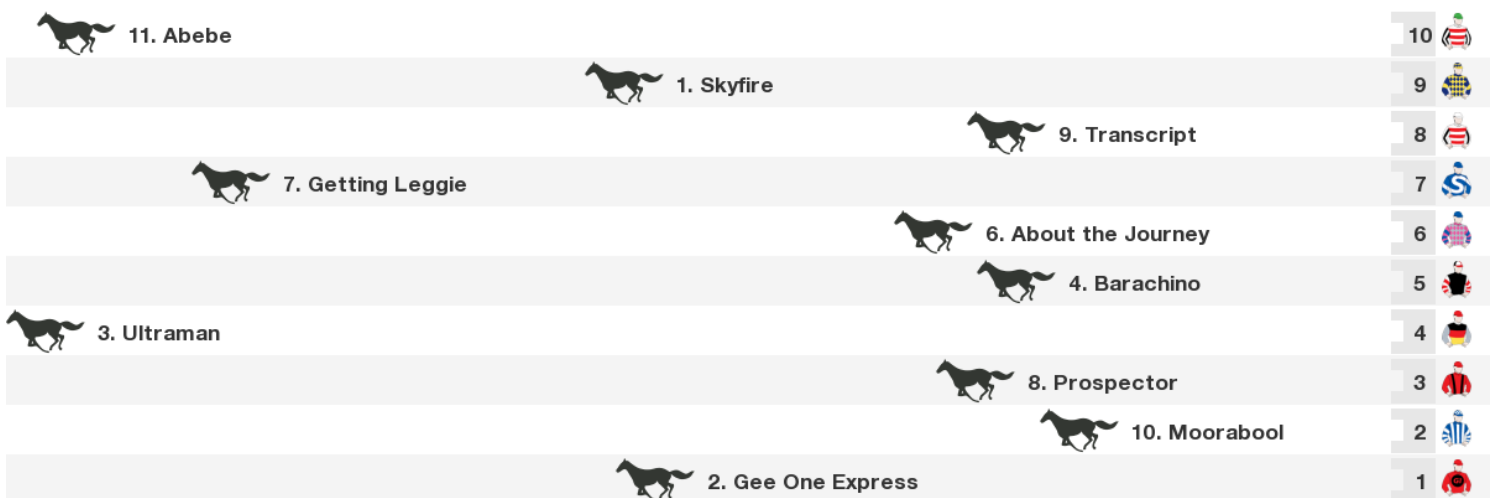 11. Abebe 10
1. Skyfire 9
9. Transcript 8
7. Getting Leggie 7
6. About the Journey 6
4. Barachino 5
3. Ultraman 4
8. Prospector 3
10. Moorabool 2
2. Gee One Express 1